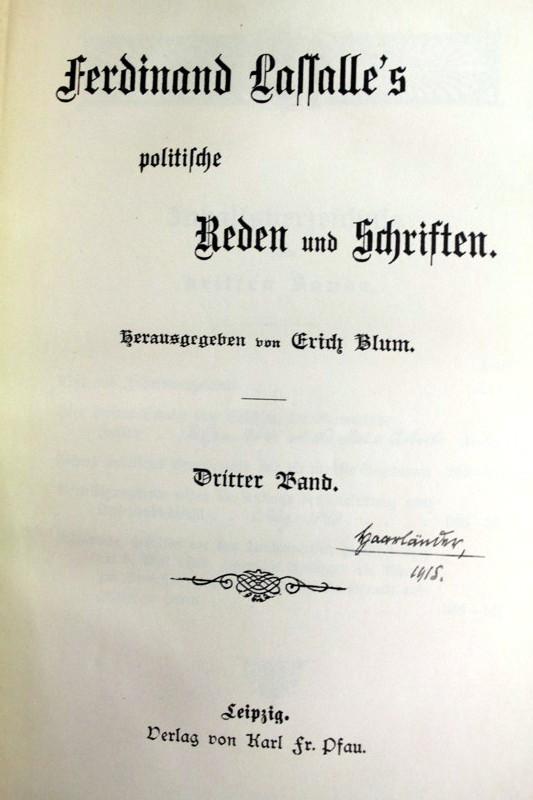 Ferdinand Lassalle's
politische
Reden und Schriften.
Herausgegeben von Erich Blum.
Dritter Band.
Haarländer,
1918.
Leipzig.
Verlag von Karl Fr. Pfau.